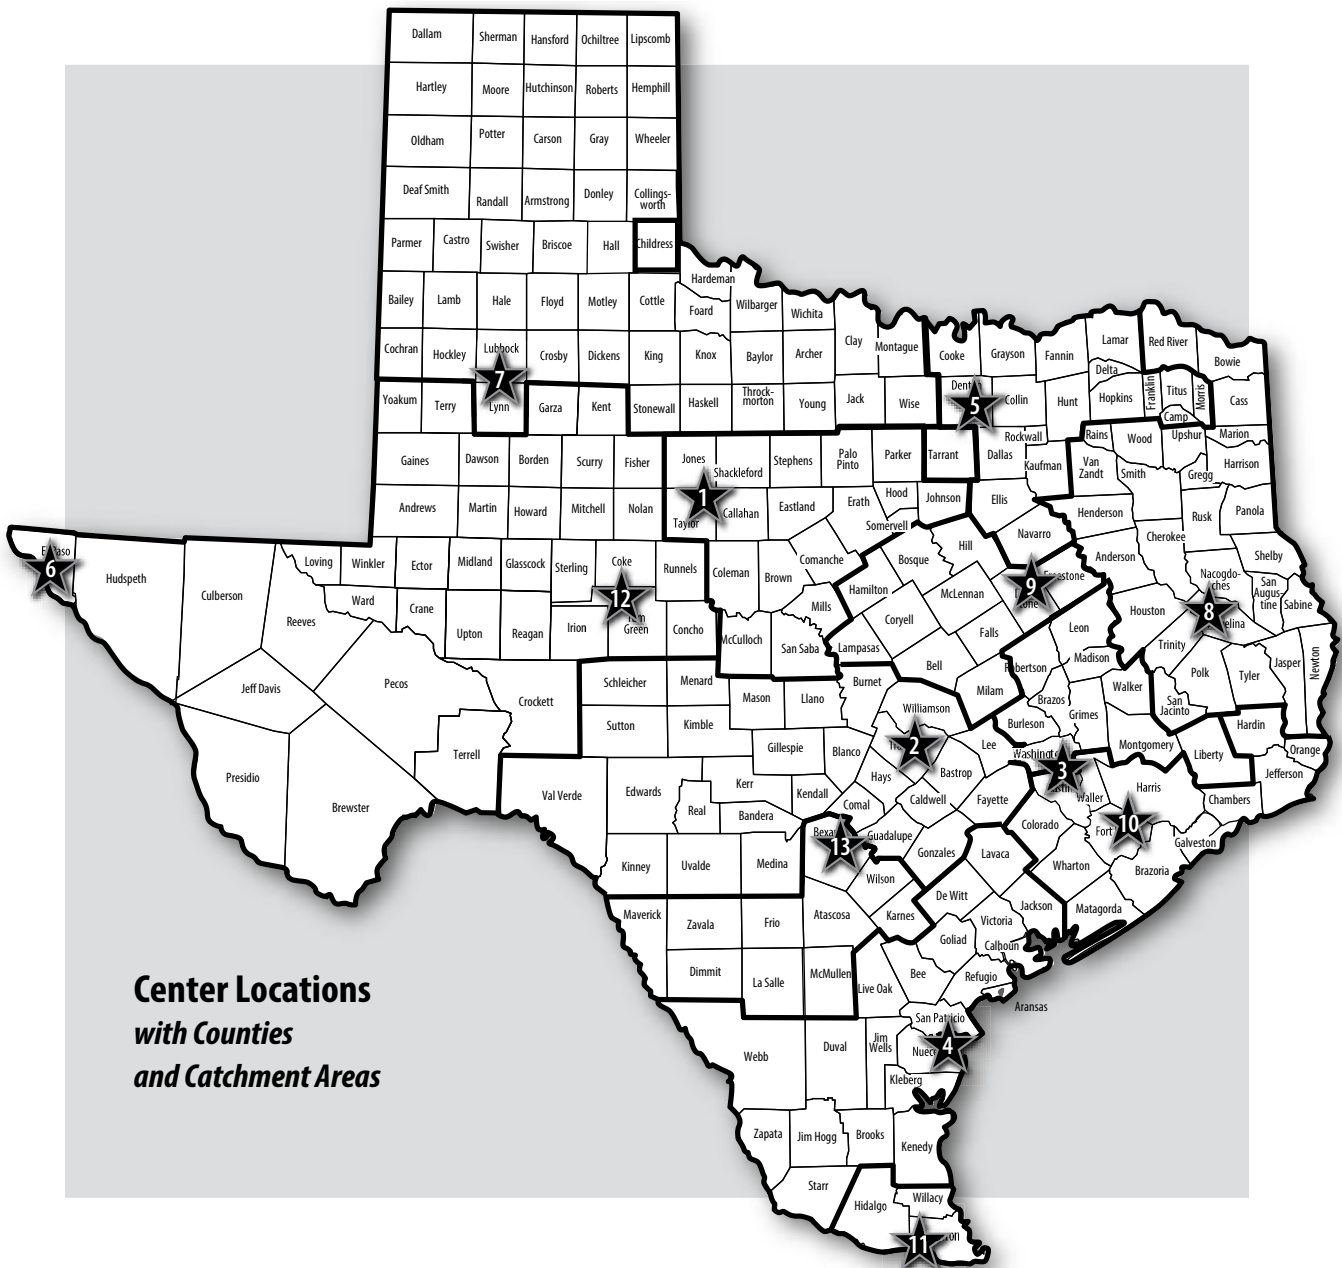 Dallam
Sherman
Hansford
Ochiltree
Lipscomb
Hartley
Moore
Hutchinson
Roberts
Hemphill
Oldham
Potter
Carson
Gray
Wheeler
Deaf Smith
Randall
Armstrong
Donley
Collings-
worth
Parmer
Castro
Swisher
Briscoe
Hall
Childress
Hardeman
Bailey
Lamb
Hale
Floyd
Motley
Cottle
Foard
Wilbarger
Wichita
Cochran
Hockley
Lubbock
Crosby
Dickens
King
Knox
Baylor
Archer
Clay
Montague
Cooke
Grayson
Fannin
Lamar
Red River
Bowie
Delta
7
Yoakum
Terry
Lynn
Garza
Kent
Stonewall
Haskell
Throck-
morton
Young
Jack
Wise
5
Collin
Hunt
Hopkins
Franklin
Titus
Morris
Cass
Camp
Gaines
Dawson
Borden
Scurry
Fisher
Jones
Shackleford
Stephens
Palo
Pinto
Parker
Tarrant
Dallas
Rockwall
Kaufman
Rains
Wood
Upshur
Marion
Van
Zandt
Smith
Gregg
Harrison
Andrews
Martin
Howard
Mitchell
Nolan
1
Taylor
Callahan
Eastland
Erath
Hood
Johnson
Somervell
Ellis
Navarro
Henderson
Rusk
Panola
Cherokee
6
Hudspeth
Culberson
Loving
Winkler
Ector
Midland
Glasscock
Sterling
Coke
Runnels
Coleman
Brown
Comanche
Bosque
Hill
Anderson
Shelby
Nacogdo-
ches
San
Augus-
tine
Sabine
Reeves
Ward
Crane
Upton
Reagan
Irion
12
Green
Concho
McCulloch
San Saba
Mills
Hamilton
McLennan
9
Coryell
Falls
Lampasas
Bell
Leon
Houston
8
Trinity
Jeff Davis
Pecos
Crockett
Schleicher
Menard
Mason
Llano
Burnet
Williamson
Milam
Madison
Brazos
Walker
Grimes
Polk
Tyler
Jasper
Newton
San
Jacinto
Terrell
Sutton
Kimble
Gillespie
Blanco
2
Lee
Burleson
Montgomery
Liberty
Hardin
Orange
Jefferson
Presidio
Brewster
Val Verde
Edwards
Real
Kerr
Kendall
Bandera
Hays
Comal
Bastrop
Caldwell
Fayette
3
Waller
Harris
Chambers
Colorado
Fort
10
Galveston
Kinney
Uvalde
Medina
13
Guadalupe
Gonzales
Lavaca
Wharton
Brazoria
Wilson
Maverick
Zavala
Frio
Atascosa
Karnes
De Witt
Jackson
Matagorda
Victoria
Calhoun
Goliad
Dimmit
La Salle
McMullen
Live Oak
Bee
Refugio
Aransas
San Patricio
Center Locations
with Counties
and Catchment Areas
Webb
Duval
Jim
Wells
4
Kleberg
Zapata
Jim Hogg
Brooks
Kenedy
Starr
Hidalgo
Willacy
11